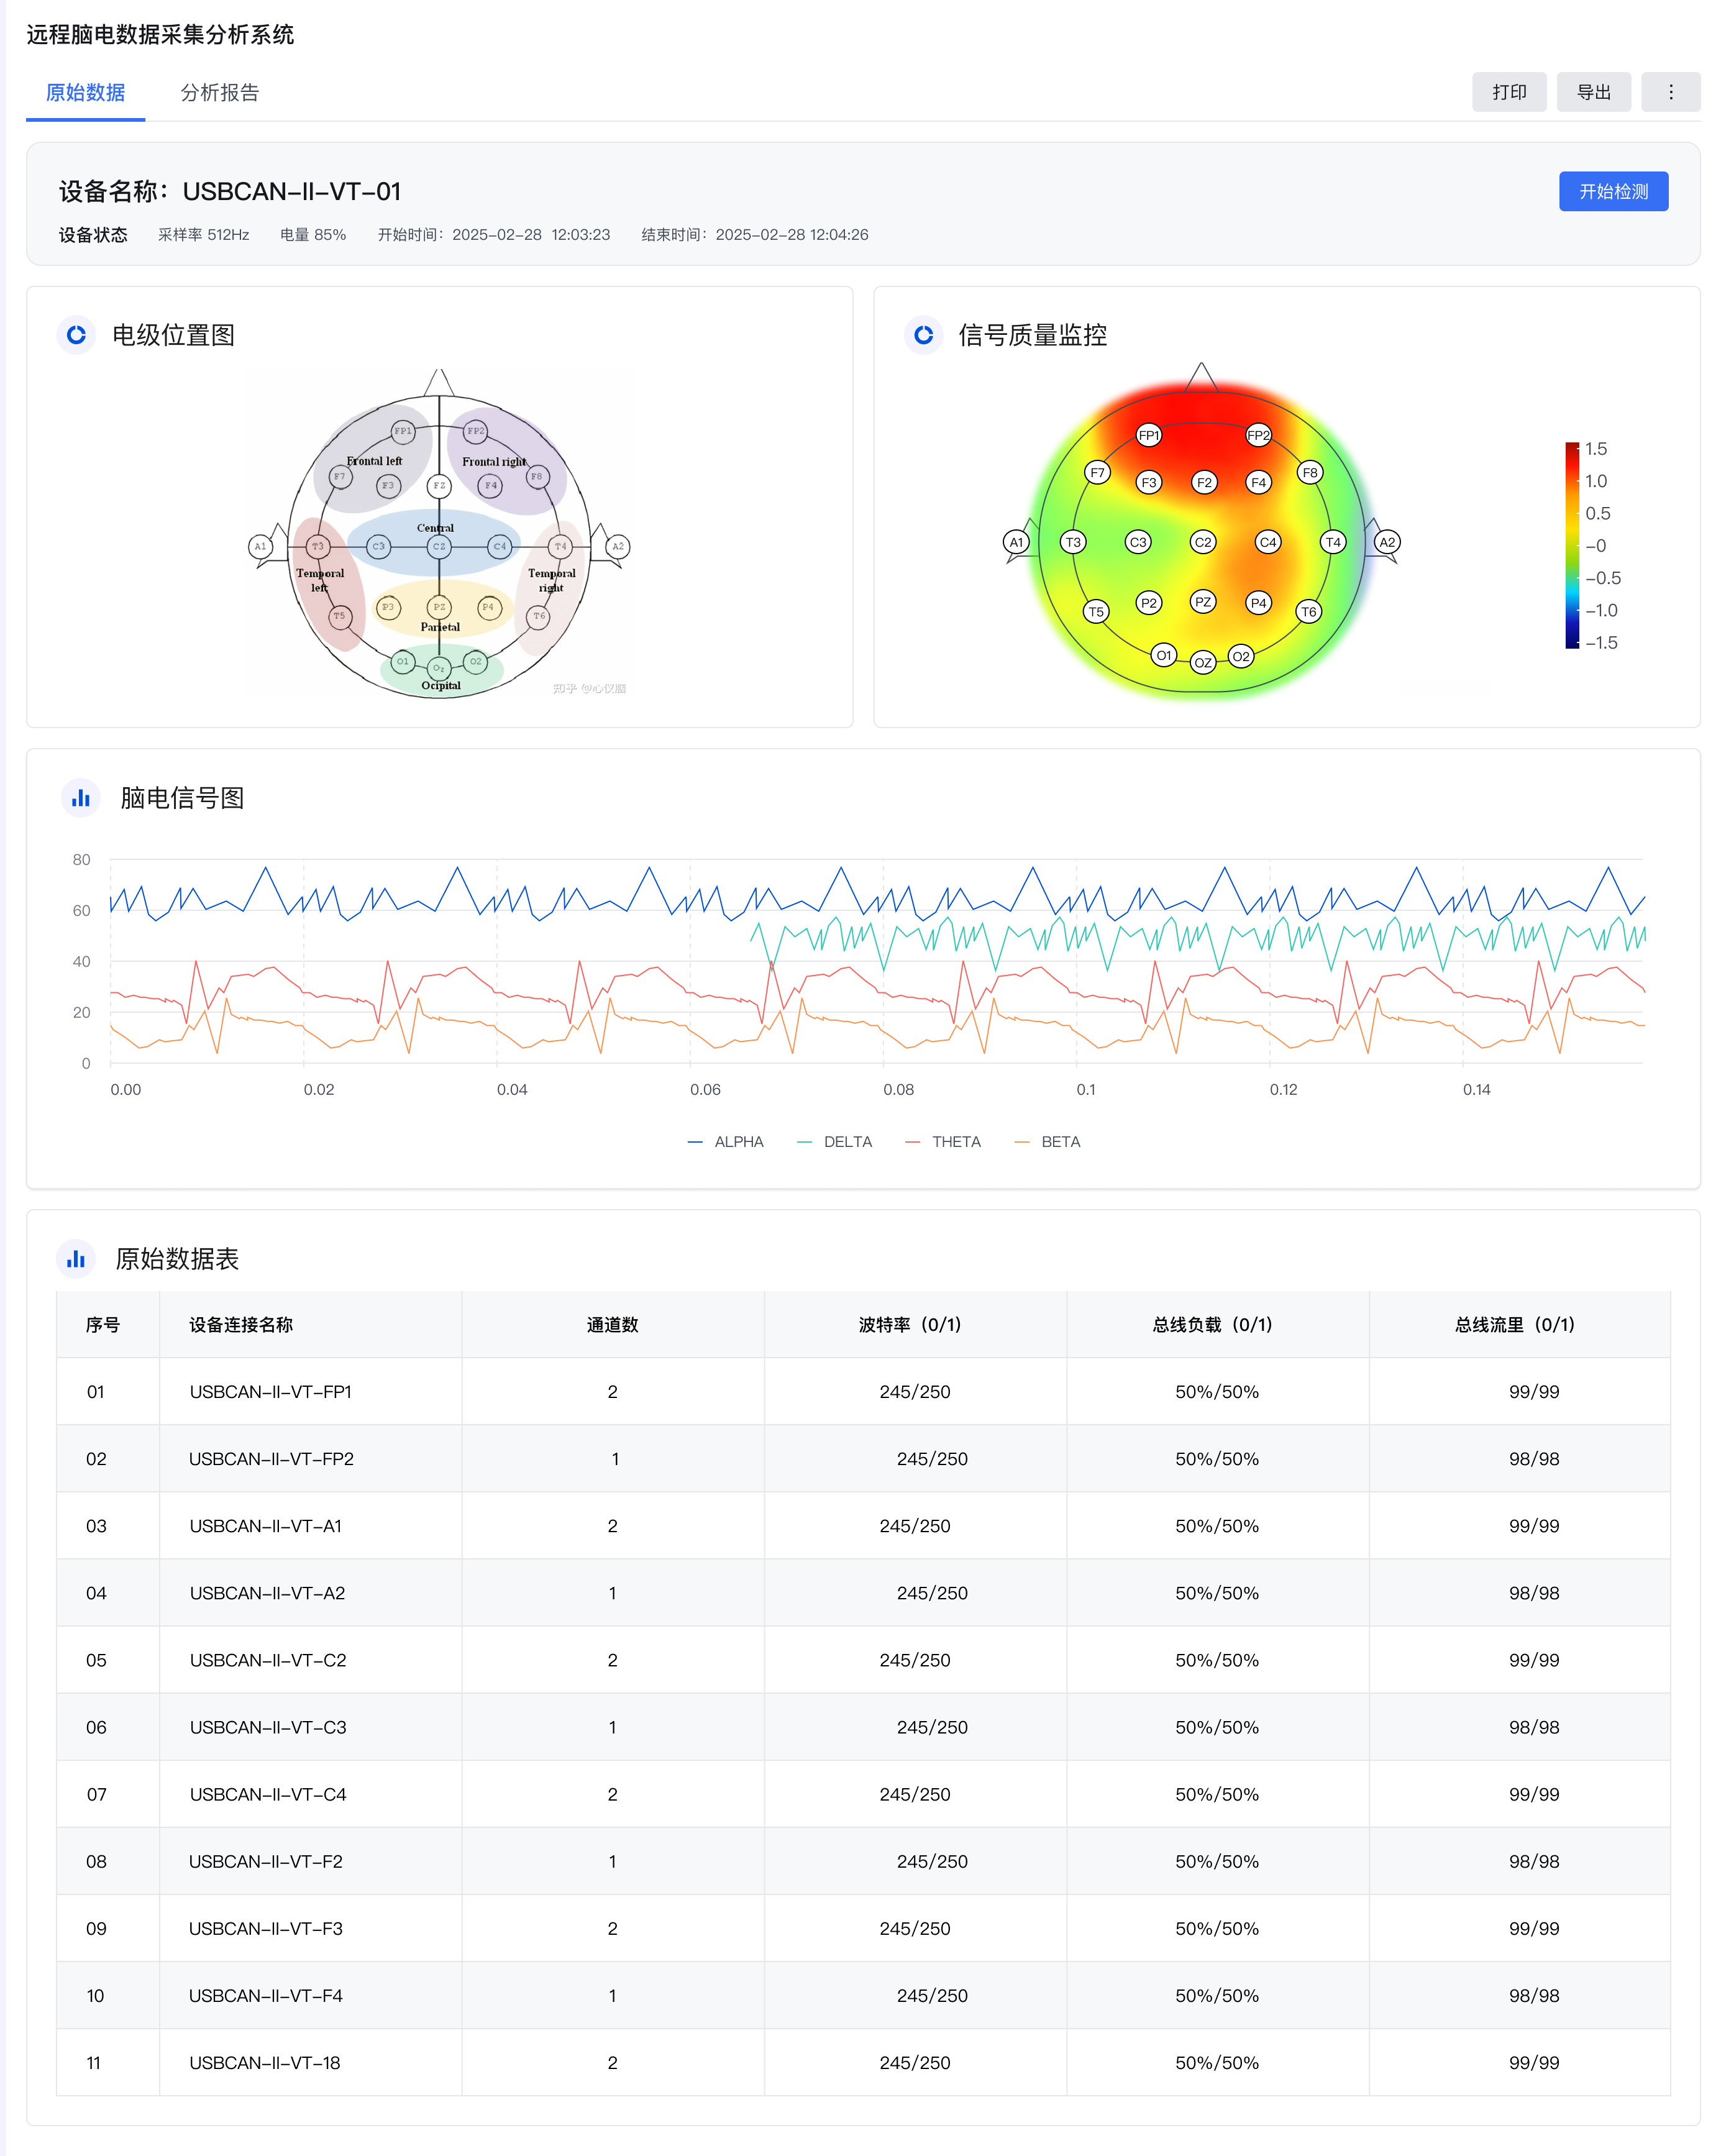 远程脑电数据采集分析系统
原始数据 分析报告 打印 导出
设备名称：USBCAN-II-VT-01 开始检测
设备状态 采样率 512Hz 电量 85% 开始时间：2025-02-28 12:03:23 结束时间：2025-02-28 12:04:26
电级位置图
FP1 FP2
Frontal left Frontal right
F7 F3 FZ F4 F8
Central
A1 T3 C3 CZ C4 T4 A2
Temporal left Temporal right
T5 P3 PZ P4 T6
Parietal
O1 Oz O2
Ocipital
知乎 @心仪脑
信号质量监控
FP1 FP2
F7 F3 F2 F4 F8
A1 T3 C3 C2 C4 T4 A2
T5 P2 PZ P4 T6
O1 OZ O2
1.5
1.0
0.5
-0
-0.5
-1.0
-1.5
脑电信号图
80
60
40
20
0
0.00 0.02 0.04 0.06 0.08 0.1 0.12 0.14
ALPHA DELTA THETA BETA
原始数据表
序号 设备连接名称 通道数 波特率（0/1） 总线负载（0/1） 总线流里（0/1）
01 USBCAN-II-VT-FP1 2 245/250 50%/50% 99/99
02 USBCAN-II-VT-FP2 1 245/250 50%/50% 98/98
03 USBCAN-II-VT-A1 2 245/250 50%/50% 99/99
04 USBCAN-II-VT-A2 1 245/250 50%/50% 98/98
05 USBCAN-II-VT-C2 2 245/250 50%/50% 99/99
06 USBCAN-II-VT-C3 1 245/250 50%/50% 98/98
07 USBCAN-II-VT-C4 2 245/250 50%/50% 99/99
08 USBCAN-II-VT-F2 1 245/250 50%/50% 98/98
09 USBCAN-II-VT-F3 2 245/250 50%/50% 99/99
10 USBCAN-II-VT-F4 1 245/250 50%/50% 98/98
11 USBCAN-II-VT-18 2 245/250 50%/50% 99/99